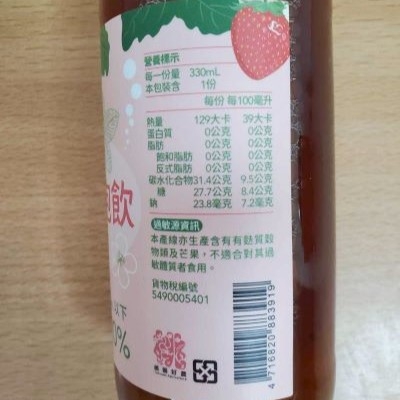 營養標示
每一份量 330mL
本包裝含 1份
每份 每100毫升
熱量 129大卡 39大卡
蛋白質 0公克 0公克
脂肪 0公克 0公克
飽和脂肪 0公克 0公克
反式脂肪 0公克 0公克
碳水化合物 31.4公克 9.5公克
糖 27.7公克 8.4公克
鈉 23.8毫克 7.2毫克
過敏源資訊
本產線亦生產含有有麩質穀
物類及芒果，不適合對其過
敏體質者食用。
貨物稅編號
5490005401
飲
以下
0%
4716820883919